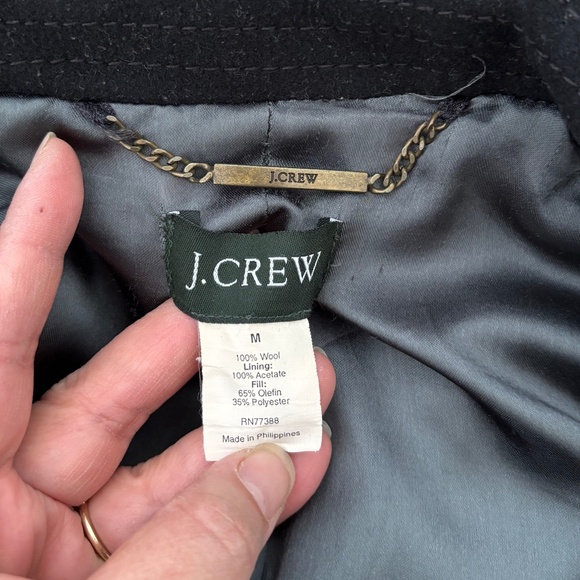 J.CREW
J.CREW
M
100% Wool
Lining:
100% Acetate
Fill:
65% Olefin
35% Polyester
RN77388
Made in Philippines